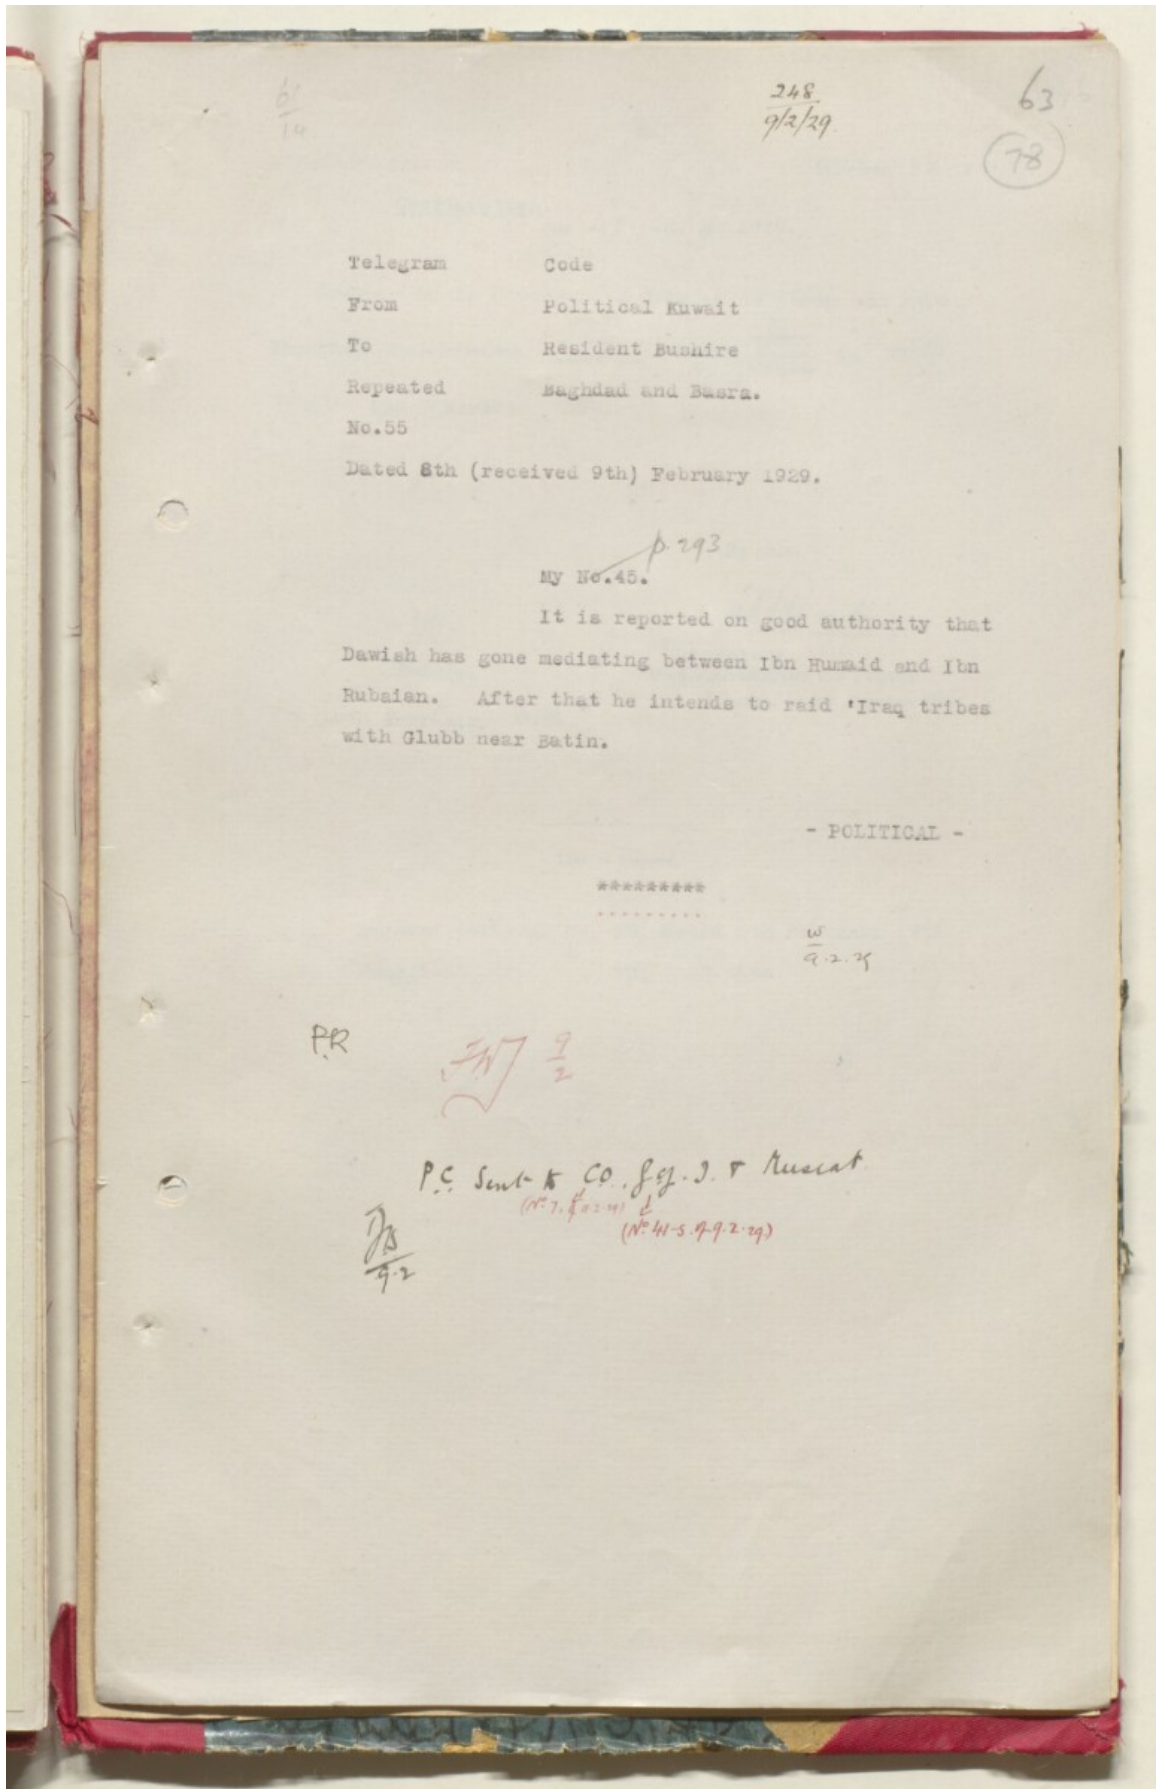 248
9/2/29
63
78
Telegram Code
From Political Kuwait
To Resident Bushire
Repeated Baghdad and Basra.
No.55
Dated 8th (received 9th) February 1929.
p. 293
My No.45.
It is reported on good authority that
Dawish has gone mediating between Ibn Humaid and Ibn
Rubaian. After that he intends to raid 'Iraq tribes
with Glubb near Batin.
- POLITICAL -
*********
.........
9.2.29
P.R
9
2
P.C. Sent to CO. & Muscat
(No 41-S. of 9.2.29.)
9.2